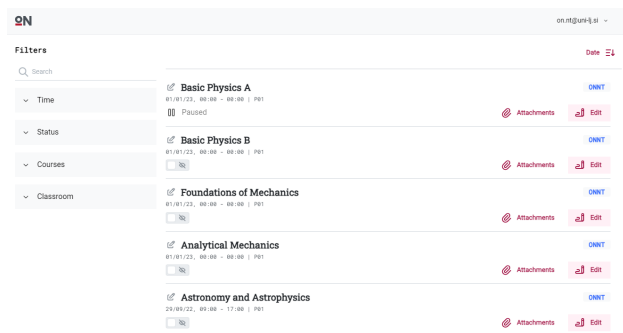 ON
on.nt@uni-lj.si
Filters
Date
Search
Time
Status
Courses
Classroom
Basic Physics A
ONNT
01/01/23, 00:00 - 00:00 | P01
Paused
Attachments
Edit
Basic Physics B
ONNT
01/01/23, 00:00 - 00:00 | P01
Attachments
Edit
Foundations of Mechanics
ONNT
01/01/23, 00:00 - 00:00 | P01
Attachments
Edit
Analytical Mechanics
ONNT
01/01/23, 00:00 - 00:00 | P01
Attachments
Edit
Astronomy and Astrophysics
ONNT
29/09/22, 09:00 - 17:00 | P01
Attachments
Edit